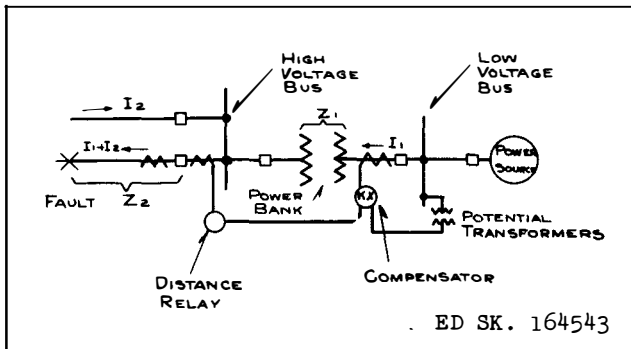 HIGH
VOLTAGE
BUS
LOW
VOLTAGE
BUS
I2
Z1
I1
I1+I2
POWER
SOURCE
FAULT
Z2
POWER
BANK
KX
POTENTIAL
TRANSFORMERS
DISTANCE
RELAY
COMPENSATOR
. ED SK. 164543